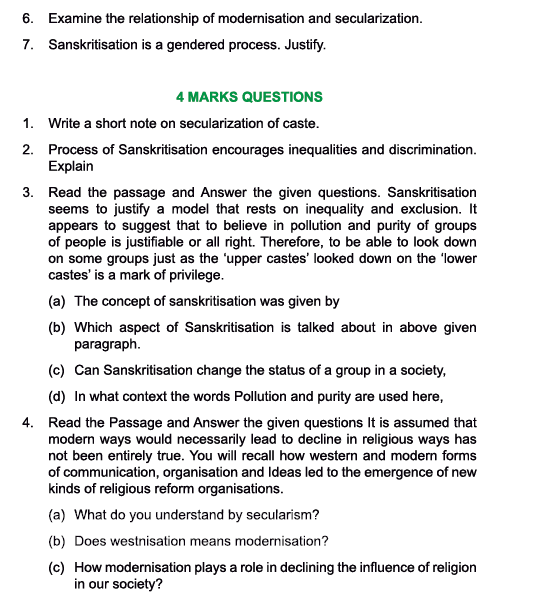 6. Examine the relationship of modernisation and secularization.
7. Sanskritisation is a gendered process. Justify.
4 MARKS QUESTIONS
1. Write a short note on secularization of caste.
2. Process of Sanskritisation encourages inequalities and discrimination.
Explain
3. Read the passage and Answer the given questions. Sanskritisation
seems to justify a model that rests on inequality and exclusion. It
appears to suggest that to believe in pollution and purity of groups
of people is justifiable or all right. Therefore, to be able to look down
on some groups just as the 'upper castes' looked down on the 'lower
castes' is a mark of privilege.
(a) The concept of sanskritisation was given by
(b) Which aspect of Sanskritisation is talked about in above given
paragraph.
(c) Can Sanskritisation change the status of a group in a society,
(d) In what context the words Pollution and purity are used here,
4. Read the Passage and Answer the given questions It is assumed that
modern ways would necessarily lead to decline in religious ways has
not been entirely true. You will recall how western and modern forms
of communication, organisation and Ideas led to the emergence of new
kinds of religious reform organisations.
(a) What do you understand by secularism?
(b) Does westnisation means modernisation?
(c) How modernisation plays a role in declining the influence of religion
in our society?